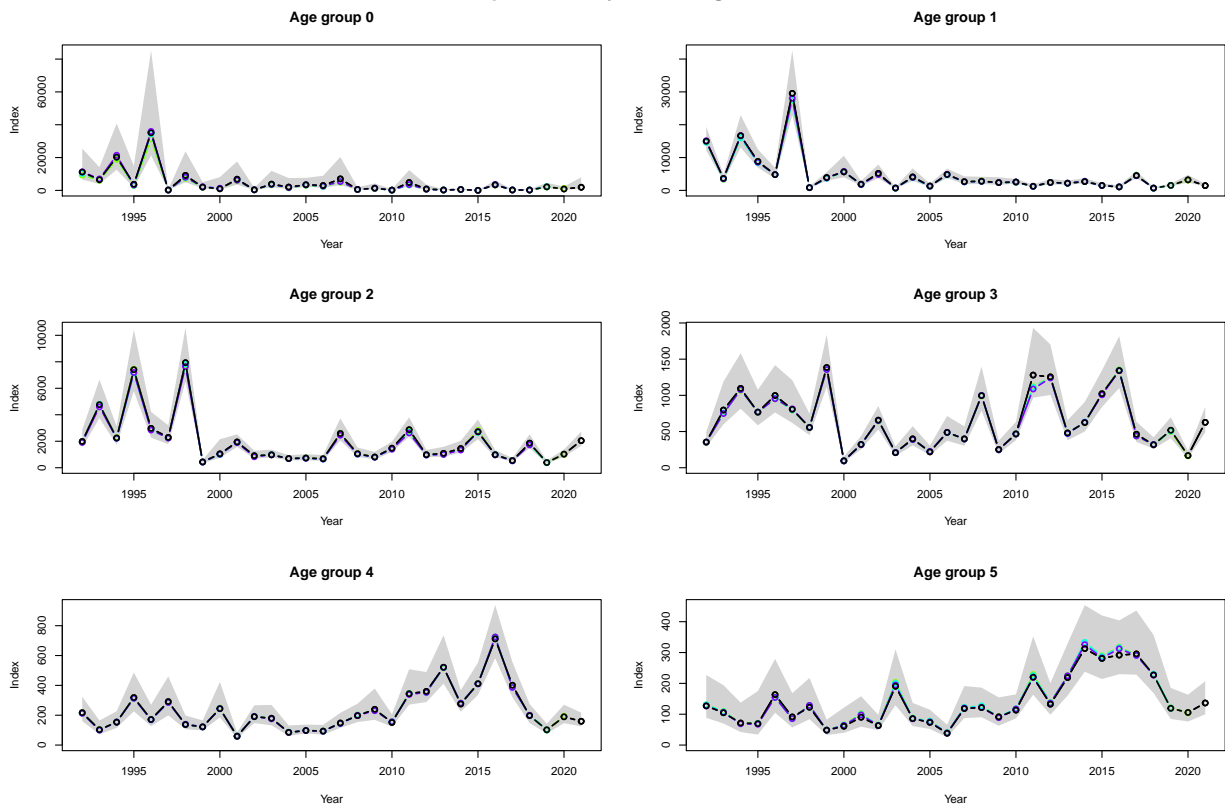 Age group 0
Index
0 20000 60000
1995 2000 2005 2010 2015 2020
Year
Age group 1
Index
0 10000 30000
1995 2000 2005 2010 2015 2020
Year
Age group 2
Index
0 2000 6000 10000
1995 2000 2005 2010 2015 2020
Year
Age group 3
Index
0 500 1000 1500 2000
1995 2000 2005 2010 2015 2020
Year
Age group 4
Index
0 200 400 600 800
1995 2000 2005 2010 2015 2020
Year
Age group 5
Index
0 100 200 300 400
1995 2000 2005 2010 2015 2020
Year